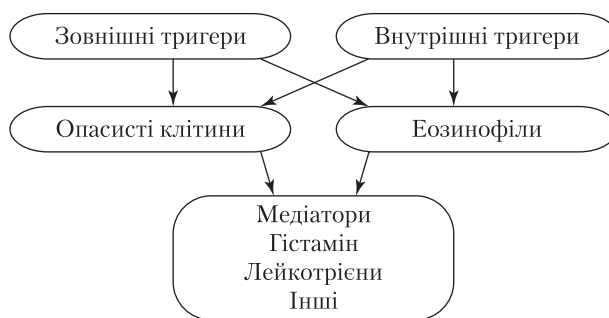 Зовнішні тригери
Внутрішні тригери
Опасисті клітини
Еозинофіли
Медіатори
Гістамін
Лейкотрієни
Інші